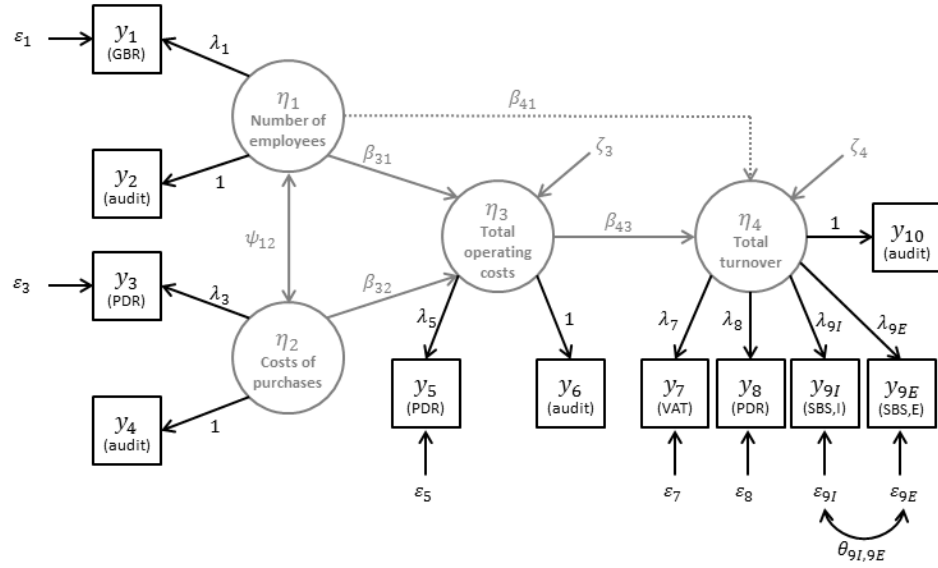 ε₁
y₁
(GBR)
λ₁
η₁
Number of
employees
β₄₁
y₂
(audit)
1
β₃₁
ζ₃
ζ₄
ψ₁₂
η₃
Total
operating
costs
β₄₃
η₄
Total
turnover
1
y₁₀
(audit)
ε₃
y₃
(PDR)
λ₃
β₃₂
η₂
Costs of
purchases
λ₅
1
λ₇
λ₈
λ₉I
λ₉E
y₄
(audit)
1
y₅
(PDR)
y₆
(audit)
y₇
(VAT)
y₈
(PDR)
y₉I
(SBS,I)
y₉E
(SBS,E)
ε₅
ε₇
ε₈
ε₉I
ε₉E
θ₉I,₉E